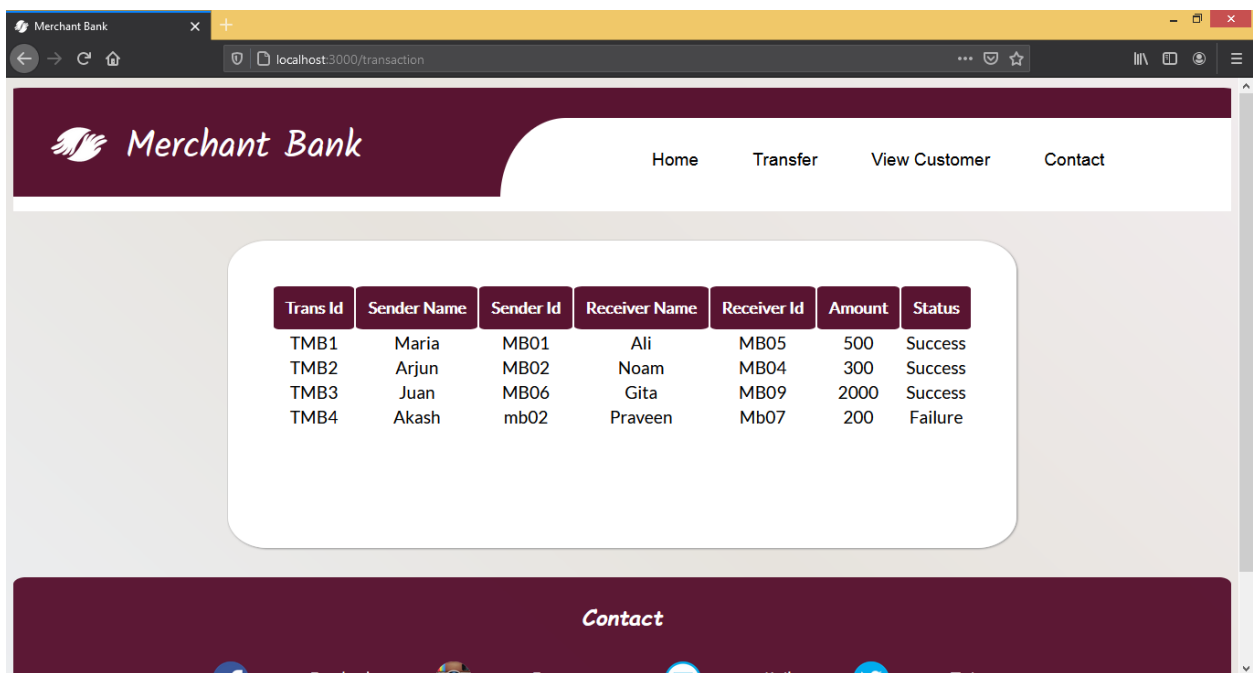 Merchant Bank
localhost:3000/transaction
Merchant Bank
Home Transfer View Customer Contact
Trans Id Sender Name Sender Id Receiver Name Receiver Id Amount Status
TMB1 Maria MB01 Ali MB05 500 Success
TMB2 Arjun MB02 Noam MB04 300 Success
TMB3 Juan MB06 Gita MB09 2000 Success
TMB4 Akash mb02 Praveen Mb07 200 Failure
Contact